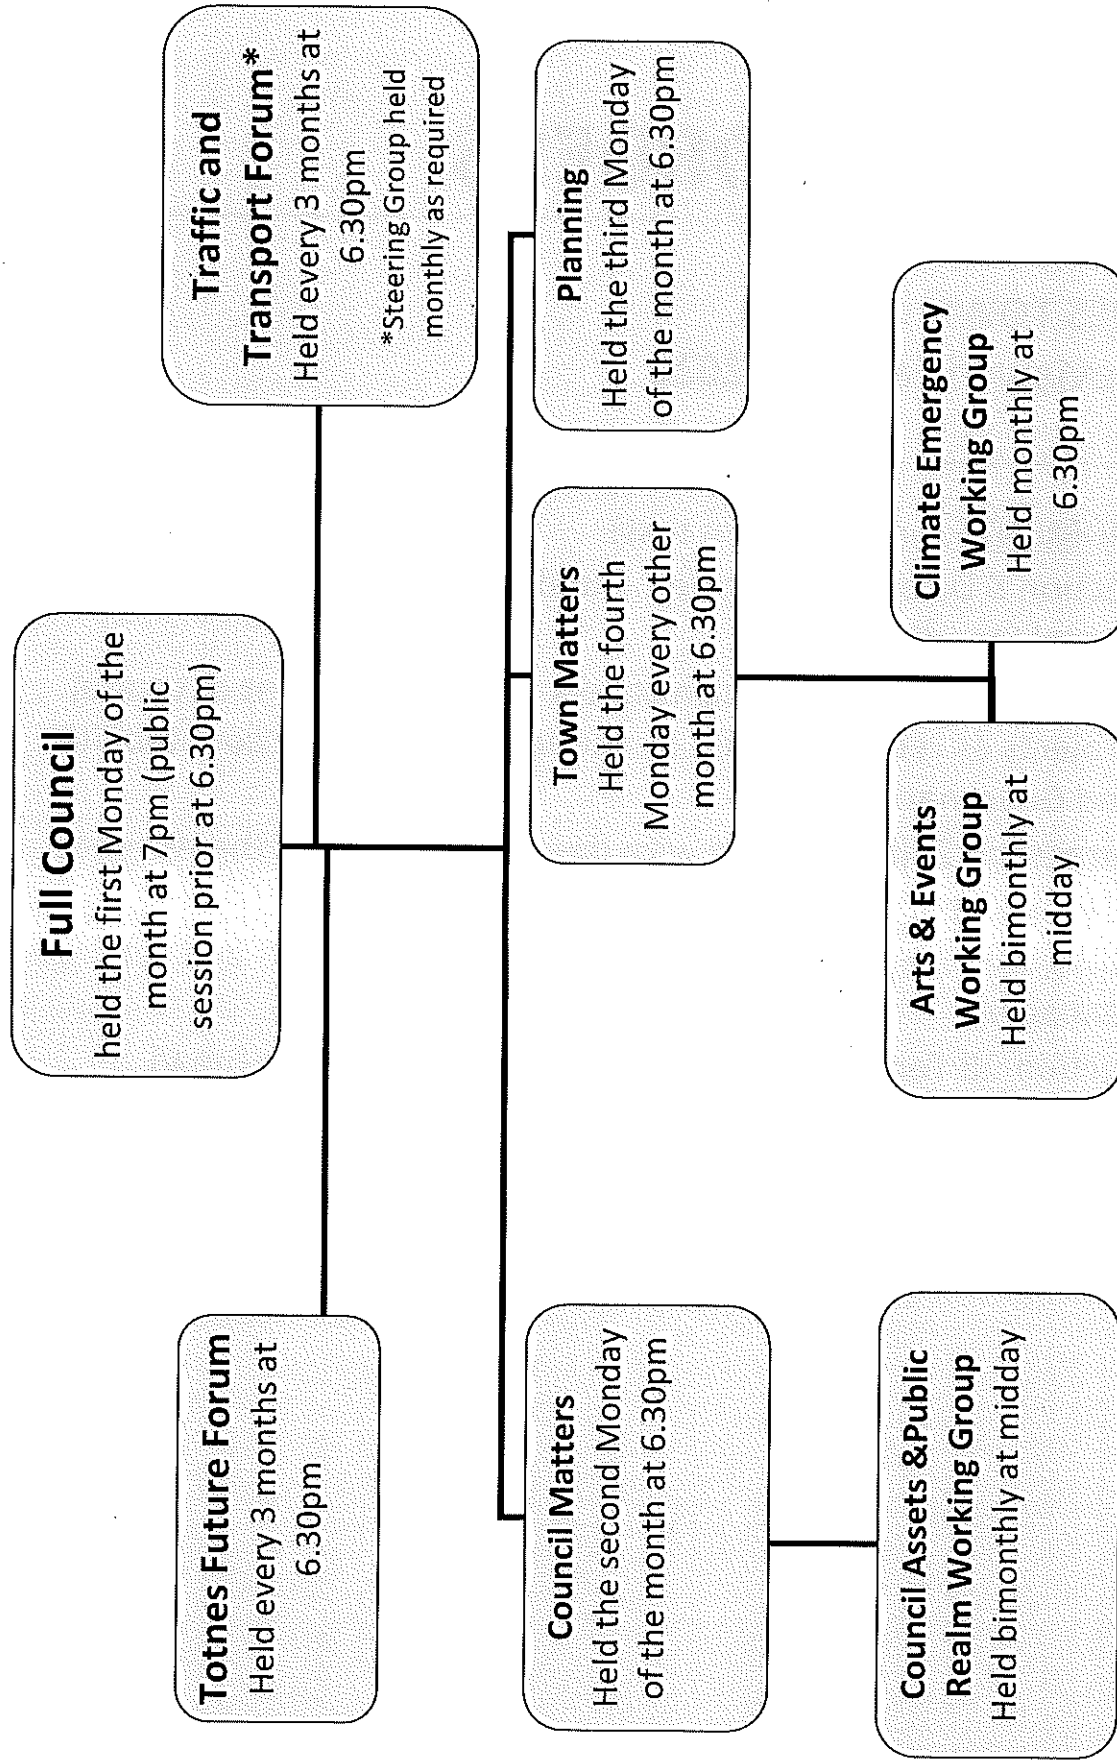 Full Council
held the first Monday of the
month at 7pm (public
session prior at 6.30pm)
Totnes Future Forum
Held every 3 months at
6.30pm
Traffic and
Transport Forum*
Held every 3 months at
6.30pm
*Steering Group held
monthly as required
Council Matters
Held the second Monday
of the month at 6.30pm
Town Matters
Held the fourth
Monday every other
month at 6.30pm
Planning
Held the third Monday
of the month at 6.30pm
Council Assets &Public
Realm Working Group
Held bimonthly at midday
Arts & Events
Working Group
Held bimonthly at
midday
Climate Emergency
Working Group
Held monthly at
6.30pm